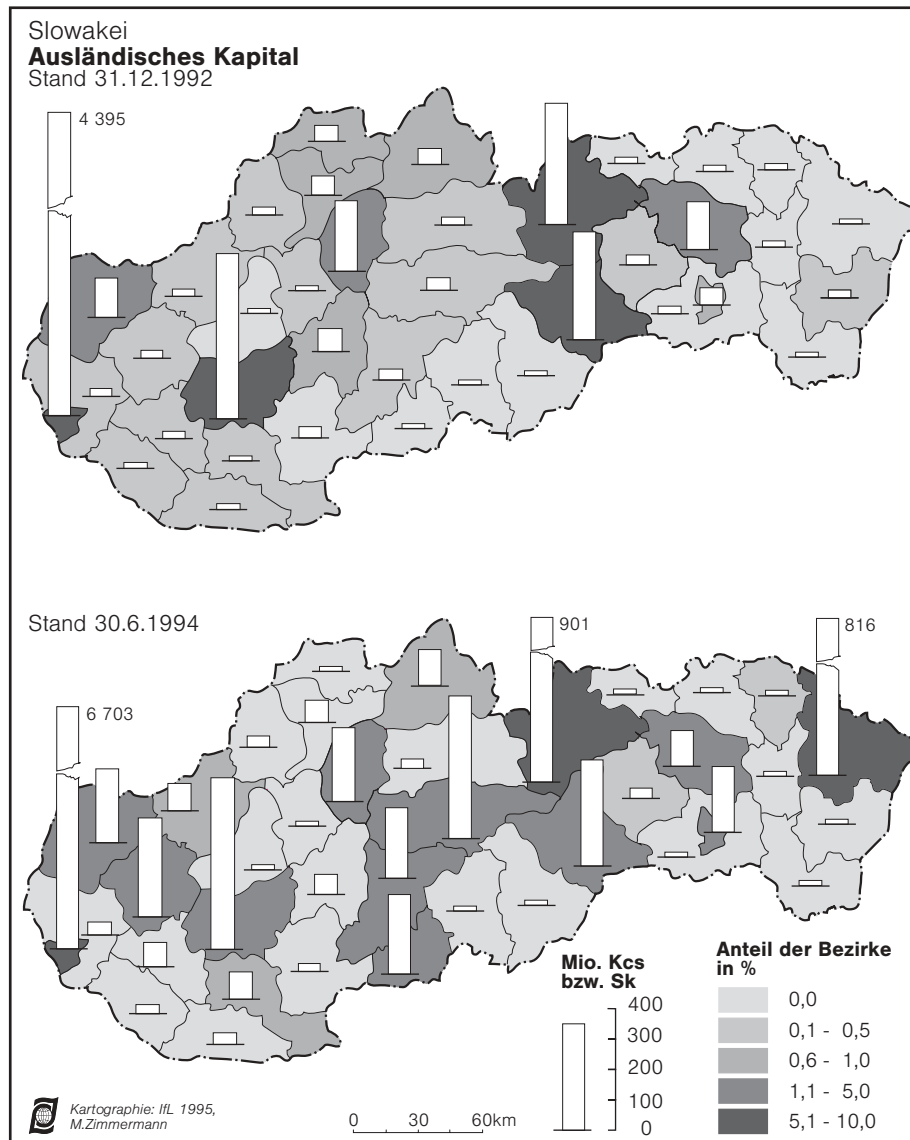 Slowakei
Ausländisches Kapital
Stand 31.12.1992
4 395
Stand 30.6.1994
901
816
6 703
Mio. Kcs
bzw. Sk
400
300
200
100
0
Anteil der Bezirke
in %
0,0
0,1 - 0,5
0,6 - 1,0
1,1 - 5,0
5,1 - 10,0
Kartographie: IfL 1995,
M.Zimmermann
0 30 60km